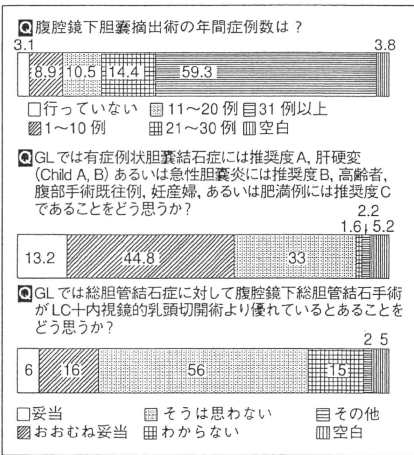 Q腹腔鏡下胆嚢摘出術の年間症例数は？
3.1 3.8
8.9 10.5 14.4 59.3
行っていない 11〜20例 31例以上
1〜10例 21〜30例 空白
QGLでは有症例状胆嚢結石症には推奨度A, 肝硬変
(Child A, B) あるいは急性胆嚢炎には推奨度B, 高齢者,
腹部手術既往例, 妊産婦, あるいは肥満例には推奨度C
であることをどう思うか？
2.2
1.6 5.2
13.2 44.8 33
QGLでは総胆管結石症に対して腹腔鏡下総胆管結石手術
がLC＋内視鏡的乳頭切開術より優れているとあることを
どう思うか？
2 5
6 16 56 15
妥当 そうは思わない その他
おおむね妥当 わからない 空白